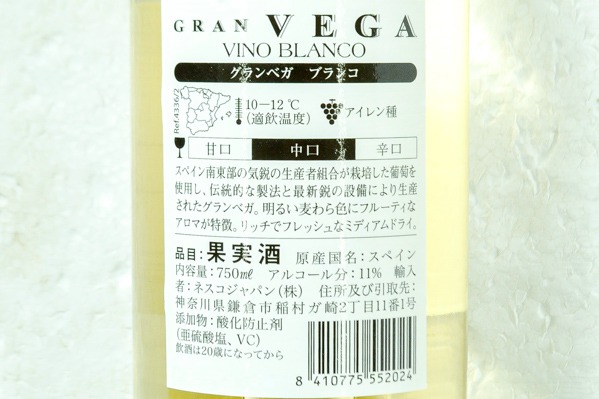 GRAN VEGA
VINO BLANCO
グランベガ ブランコ
10−12℃
(適飲温度)
アイレン種
Ref.4336/2
甘口 中口 辛口
スペイン南東部の気鋭の生産者組合が栽培した葡萄を
使用し、伝統的な製法と最新鋭の設備により生産
されたグランベガ。明るい麦わら色にフルーティな
アロマが特徴。リッチでフレッシュなミディアムドライ。
品目:果実酒 原産国名:スペイン
内容量:750㎖ アルコール分:11% 輸入
者:ネスコジャパン(株) 住所及び引取先:
神奈川県鎌倉市稲村ガ崎2丁目11番1号
添加物:酸化防止剤
(亜硫酸塩、VC)
飲酒は20歳になってから
8 410775 552024